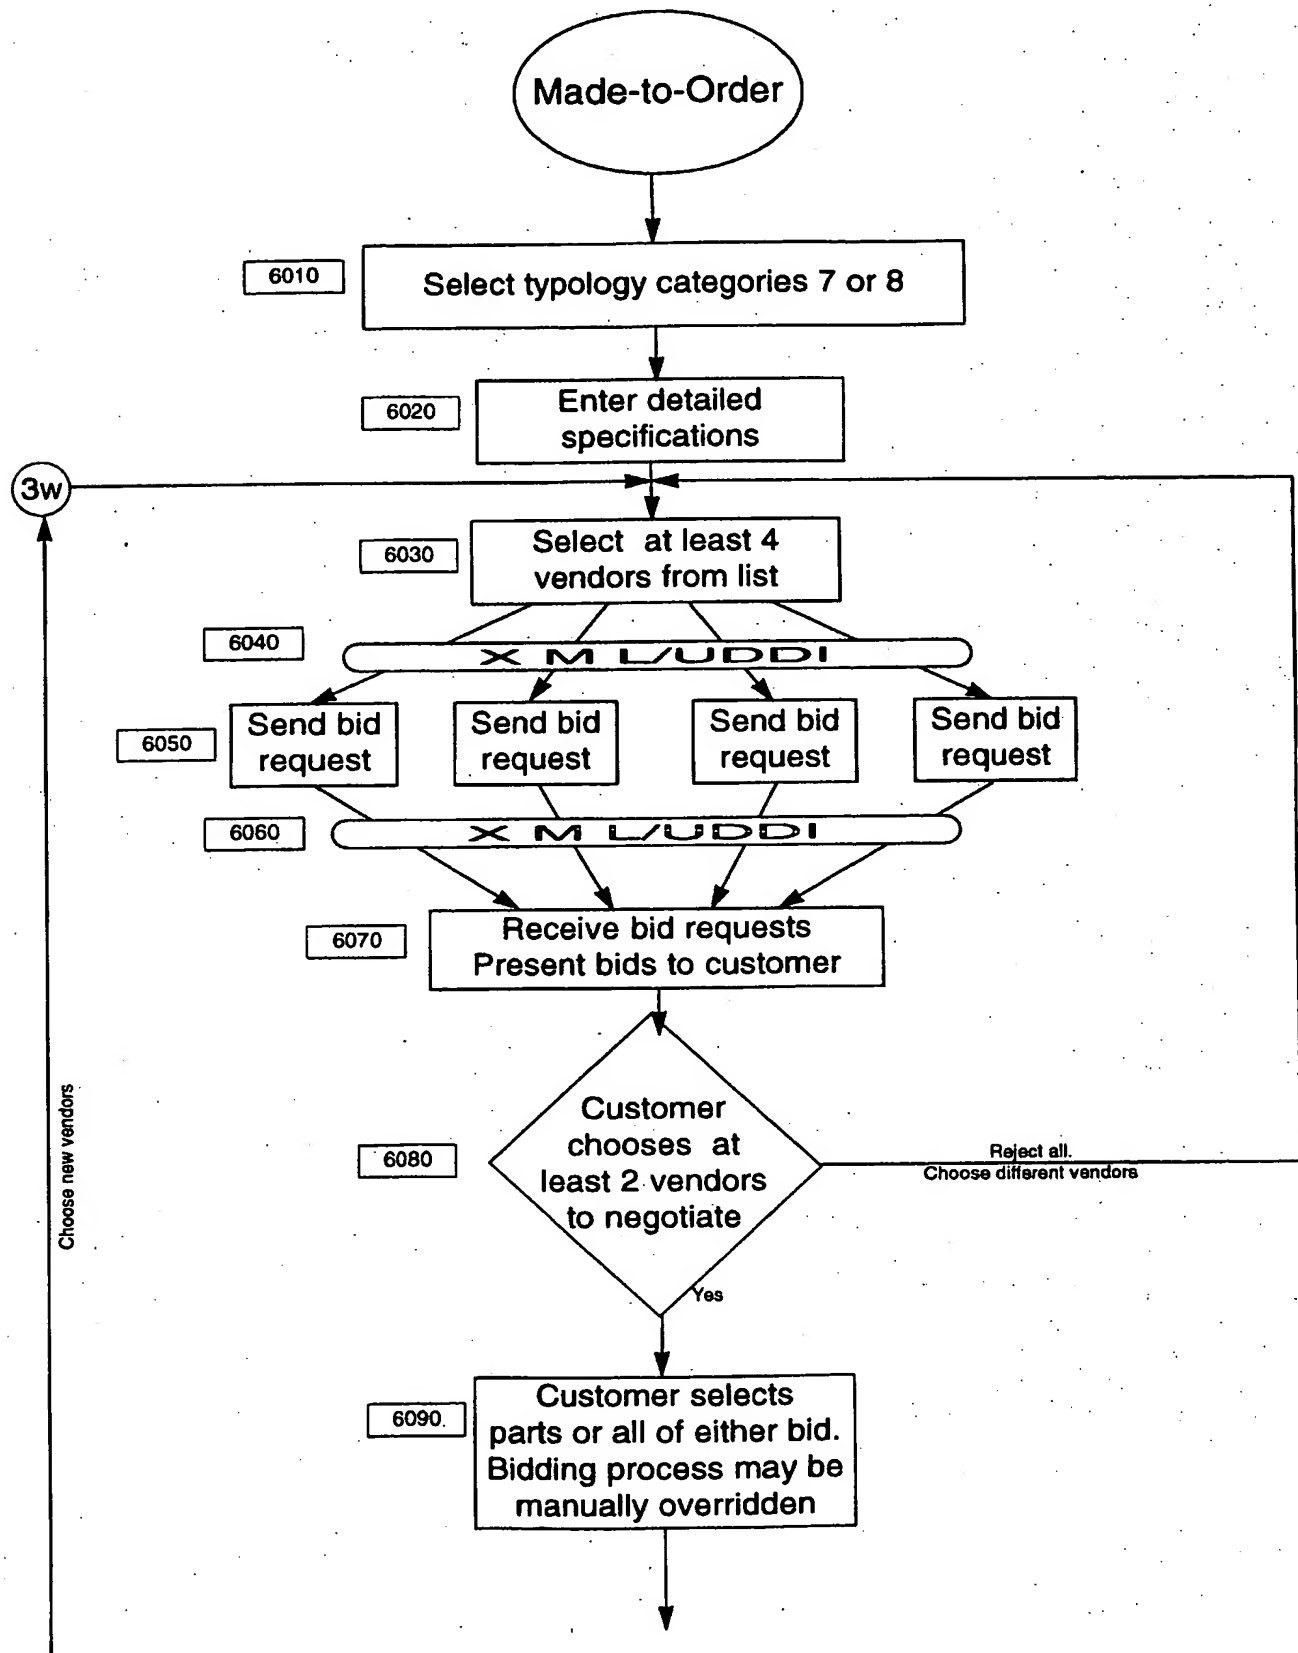 Made-to-Order
6010
Select typology categories 7 or 8
6020
Enter detailed
specifications
3w
6030
Select at least 4
vendors from list
6040
X M L/UDDI
6050
Send bid
request
Send bid
request
Send bid
request
Send bid
request
6060
X M L/UDDI
6070
Receive bid requests
Present bids to customer
Choose new vendors
6080
Customer
chooses at
least 2 vendors
to negotiate
Reject all.
Choose different vendors
Yes
6090.
Customer selects
parts or all of either bid.
Bidding process may be
manually overridden